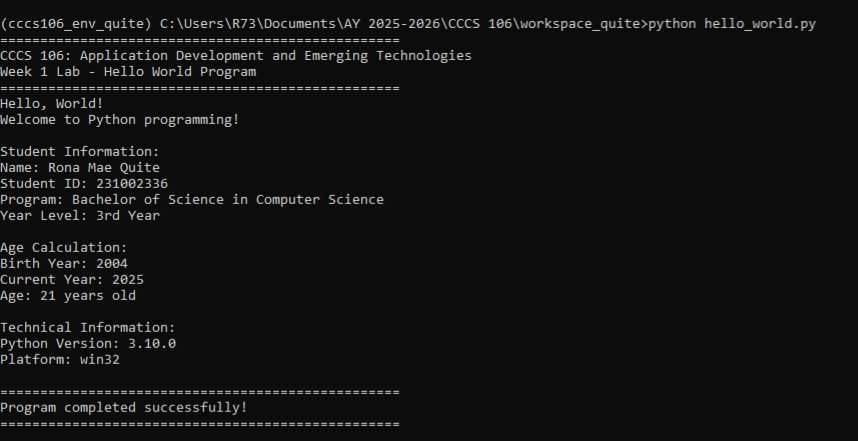 (cccs106_env_quite) C:\Users\R73\Documents\AY 2025-2026\CCCS 106\workspace_quite>python hello_world.py
==================================================
CCCS 106: Application Development and Emerging Technologies
Week 1 Lab - Hello World Program
==================================================
Hello, World!
Welcome to Python programming!

Student Information:
Name: Rona Mae Quite
Student ID: 231002336
Program: Bachelor of Science in Computer Science
Year Level: 3rd Year

Age Calculation:
Birth Year: 2004
Current Year: 2025
Age: 21 years old

Technical Information:
Python Version: 3.10.0
Platform: win32

==================================================
Program completed successfully!
==================================================